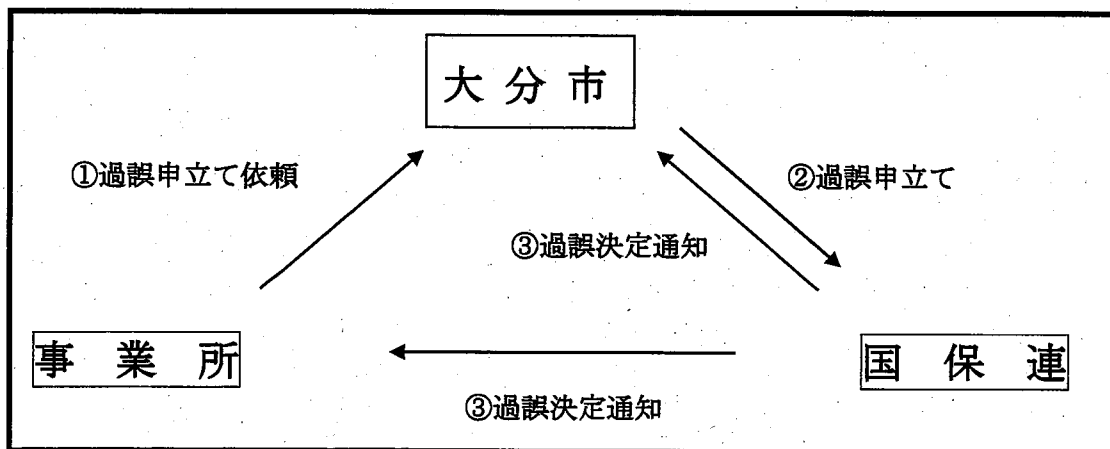 大分市
①過誤申立て依頼
②過誤申立て
③過誤決定通知
事業所
国保連
③過誤決定通知